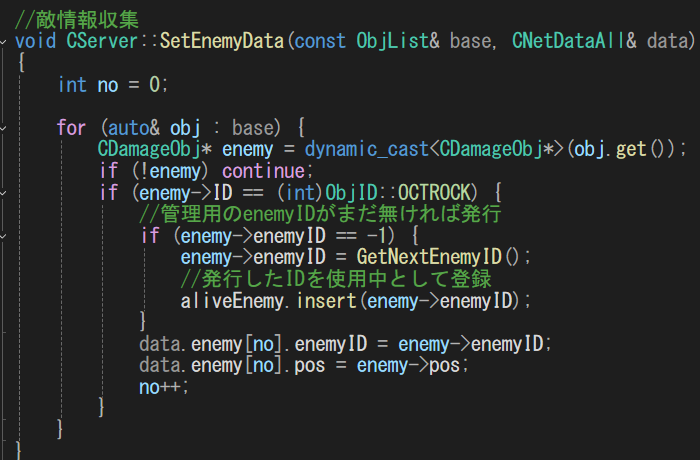 //敵情報収集
void CServer::SetEnemyData(const ObjList& base, CNetDataAll& data)
{
int no = 0;
for (auto& obj : base) {
CDamageObj* enemy = dynamic_cast<CDamageObj*>(obj.get());
if (!enemy) continue;
if (enemy->ID == (int)ObjID::OCTROCK) {
//管理用のenemyIDがまだ無ければ発行
if (enemy->enemyID == -1) {
enemy->enemyID = GetNextEnemyID();
//発行したIDを使用中として登録
aliveEnemy.insert(enemy->enemyID);
}
data.enemy[no].enemyID = enemy->enemyID;
data.enemy[no].pos = enemy->pos;
no++;
}
}
}